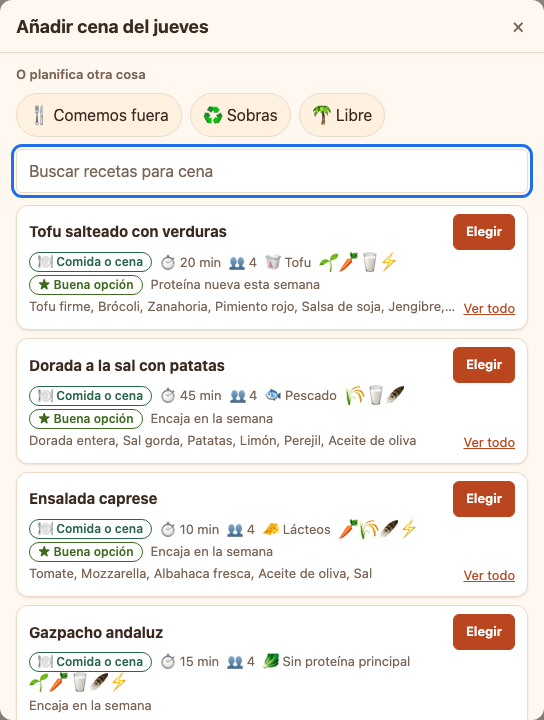 Añadir cena del jueves ×
O planifica otra cosa
Comemos fuera Sobras Libre
Buscar recetas para cena
Tofu salteado con verduras Elegir
Comida o cena 20 min 4 Tofu
★ Buena opción Proteína nueva esta semana
Tofu firme, Brócoli, Zanahoria, Pimiento rojo, Salsa de soja, Jengibre,... Ver todo
Dorada a la sal con patatas Elegir
Comida o cena 45 min 4 Pescado
★ Buena opción Encaja en la semana
Dorada entera, Sal gorda, Patatas, Limón, Perejil, Aceite de oliva Ver todo
Ensalada caprese Elegir
Comida o cena 10 min 4 Lácteos
★ Buena opción Encaja en la semana
Tomate, Mozzarella, Albahaca fresca, Aceite de oliva, Sal Ver todo
Gazpacho andaluz Elegir
Comida o cena 15 min 4 Sin proteína principal
Encaja en la semana